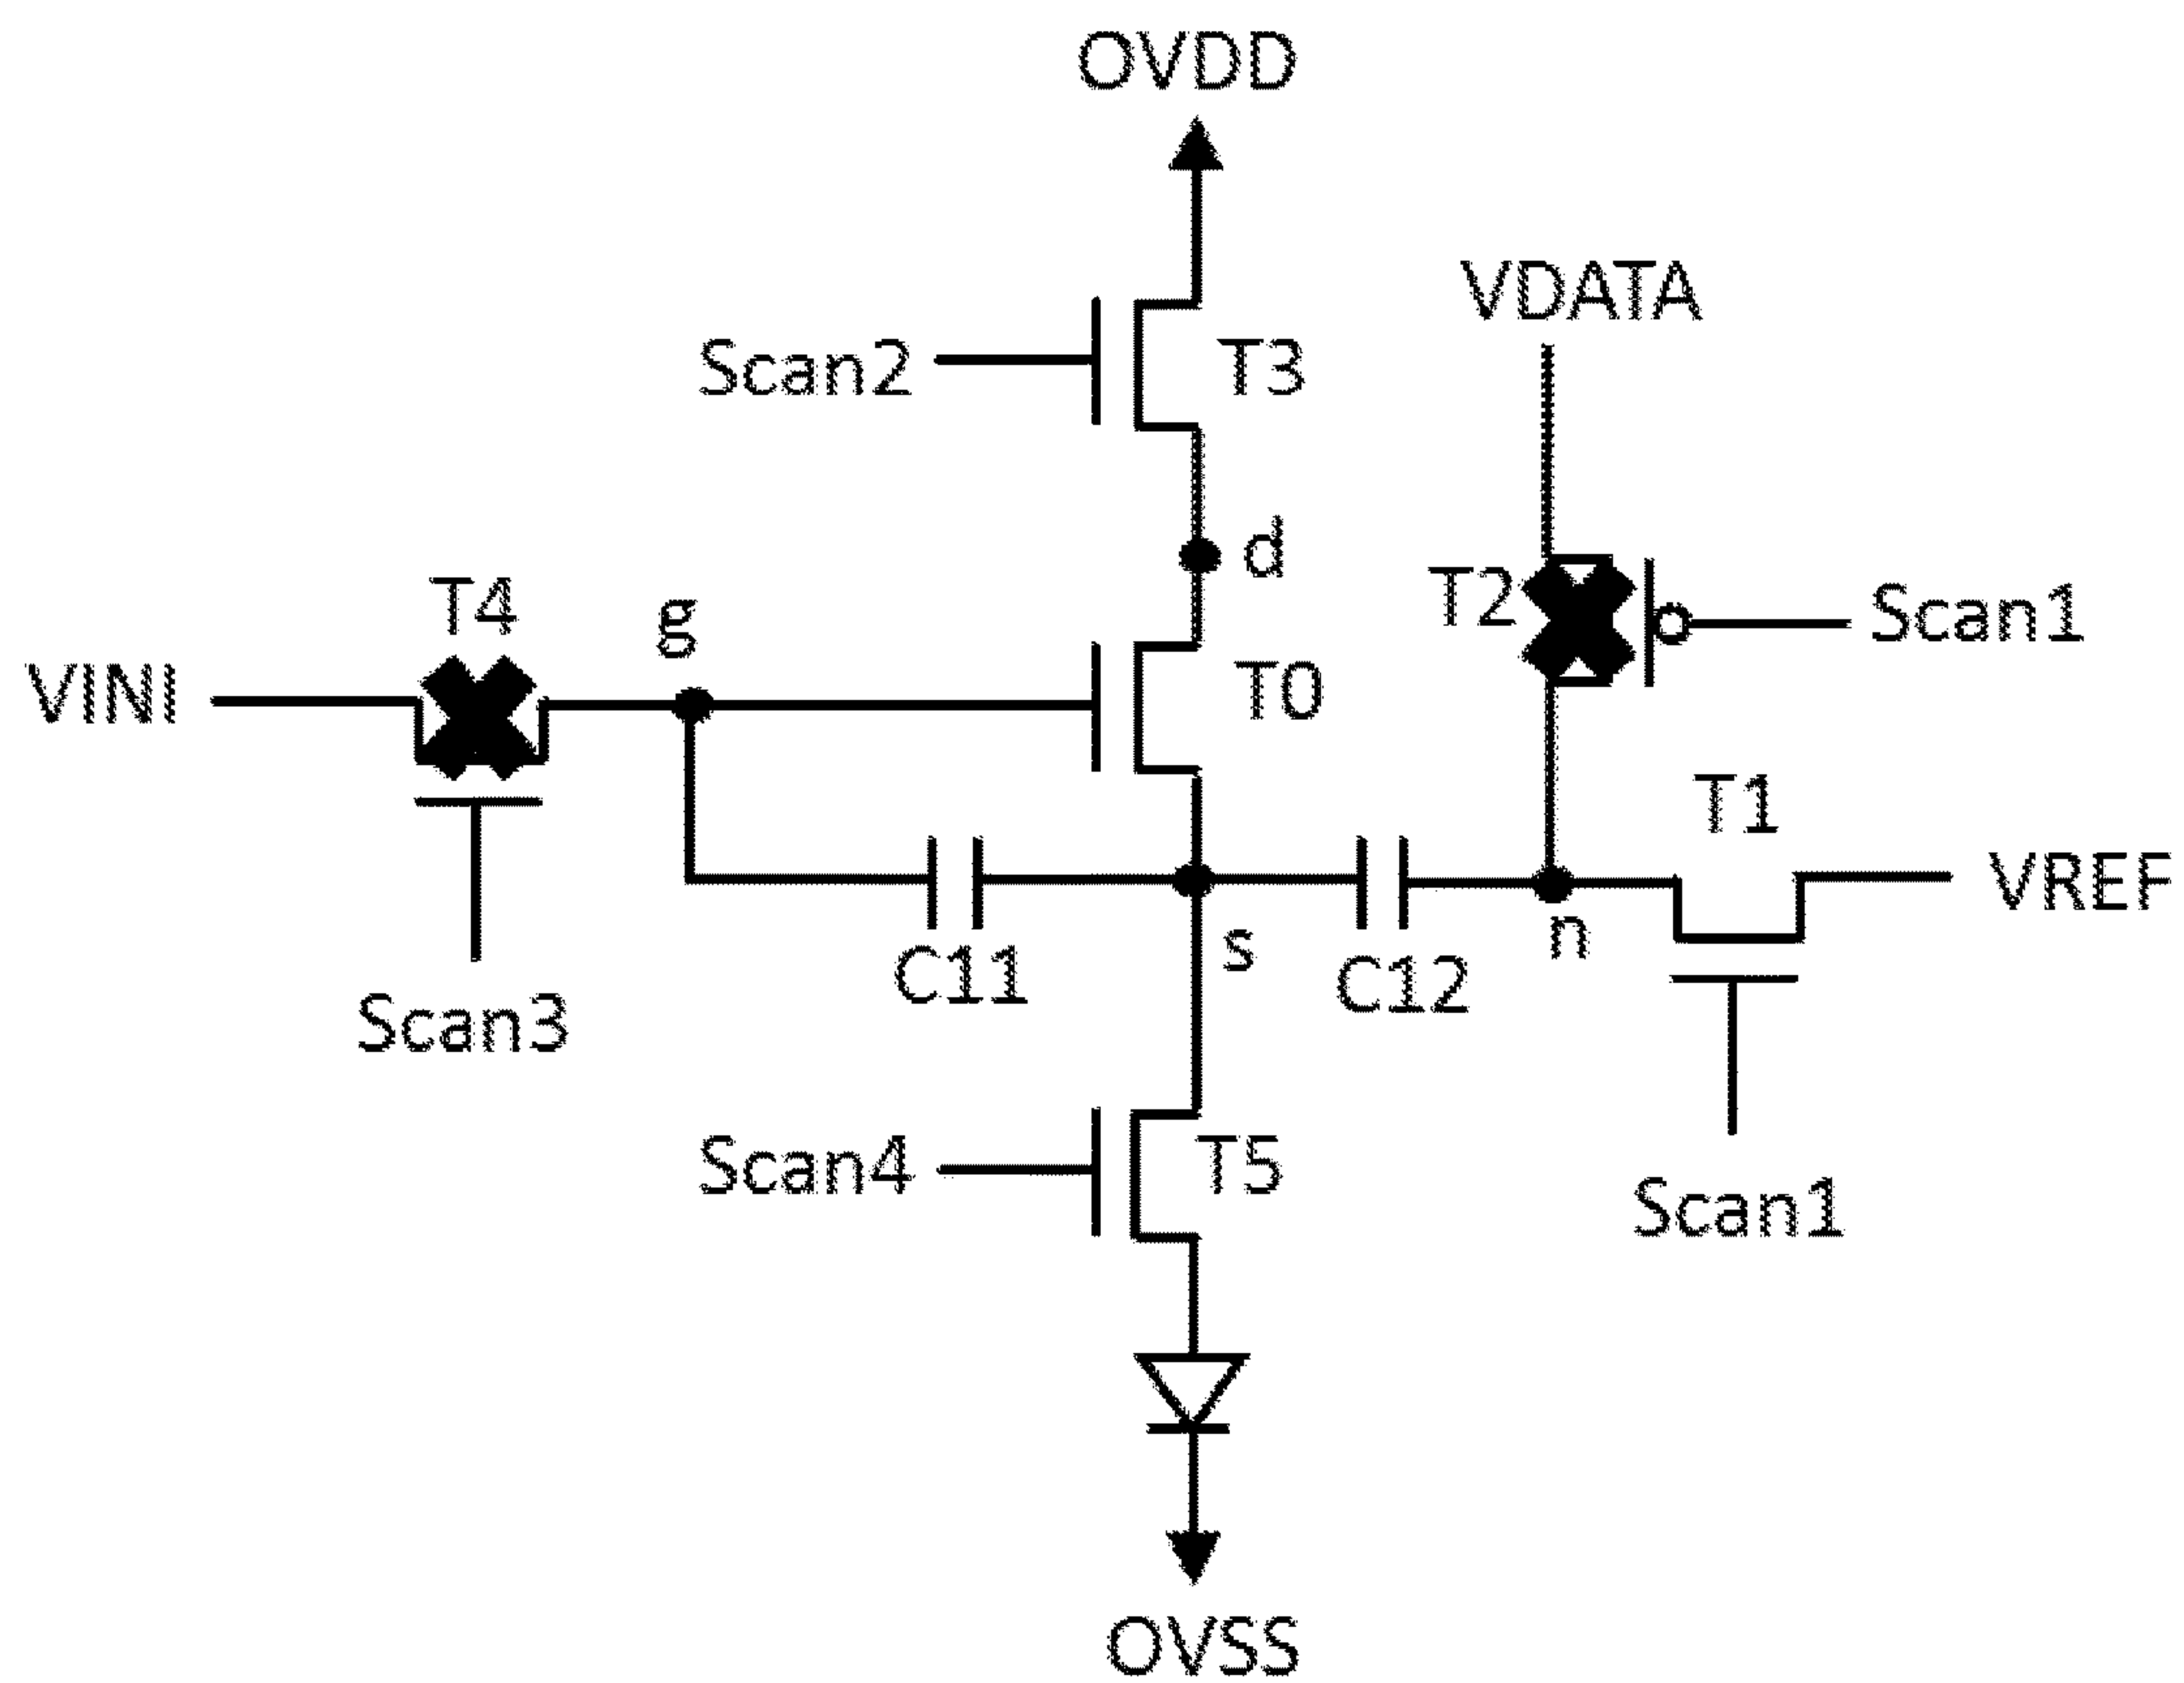 OVDD
VDATA
Scan2
T3
d
T4
g
T2
Scan1
VINI
T0
T1
VREF
s
n
C11
C12
Scan3
Scan4
T5
Scan1
OVSS